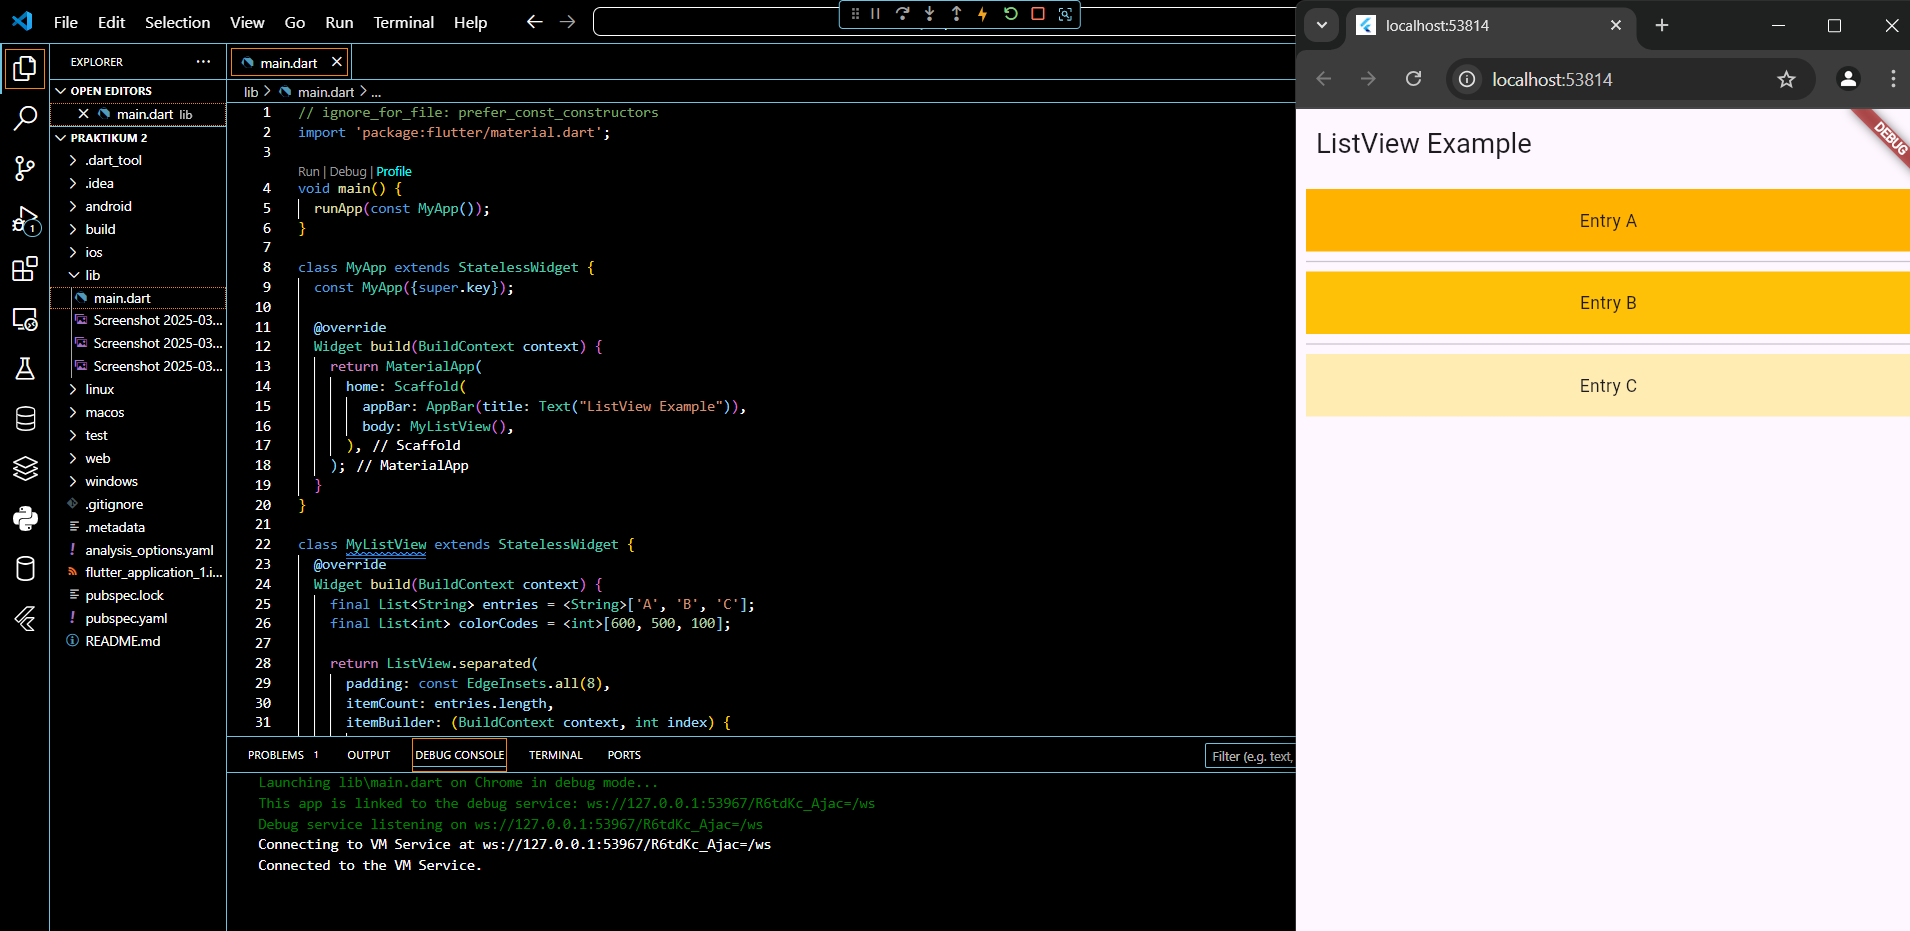 File Edit Selection View Go Run Terminal Help
EXPLORER
OPEN EDITORS
main.dart lib
PRAKTIKUM 2
.dart_tool
.idea
android
build
ios
lib
main.dart
Screenshot 2025-03...
Screenshot 2025-03...
Screenshot 2025-03...
linux
macos
test
web
windows
.gitignore
.metadata
analysis_options.yaml
flutter_application_1.i...
pubspec.lock
pubspec.yaml
README.md
1
main.dart
lib > main.dart > ...
1 // ignore_for_file: prefer_const_constructors
2 import 'package:flutter/material.dart';
3
Run | Debug | Profile
4 void main() {
5 runApp(const MyApp());
6 }
7
8 class MyApp extends StatelessWidget {
9 const MyApp({super.key});
10
11 @override
12 Widget build(BuildContext context) {
13 return MaterialApp(
14 home: Scaffold(
15 appBar: AppBar(title: Text("ListView Example")),
16 body: MyListView(),
17 ), // Scaffold
18 ); // MaterialApp
19 }
20 }
21
22 class MyListView extends StatelessWidget {
23 @override
24 Widget build(BuildContext context) {
25 final List<String> entries = <String>['A', 'B', 'C'];
26 final List<int> colorCodes = <int>[600, 500, 100];
27
28 return ListView.separated(
29 padding: const EdgeInsets.all(8),
30 itemCount: entries.length,
31 itemBuilder: (BuildContext context, int index) {
PROBLEMS 1 OUTPUT DEBUG CONSOLE TERMINAL PORTS
Filter (e.g. text,
Launching lib\main.dart on Chrome in debug mode...
This app is linked to the debug service: ws://127.0.0.1:53967/R6tdKc_Ajac=/ws
Debug service listening on ws://127.0.0.1:53967/R6tdKc_Ajac=/ws
Connecting to VM Service at ws://127.0.0.1:53967/R6tdKc_Ajac=/ws
Connected to the VM Service.
localhost:53814
localhost:53814
ListView Example
DEBUG
Entry A
Entry B
Entry C